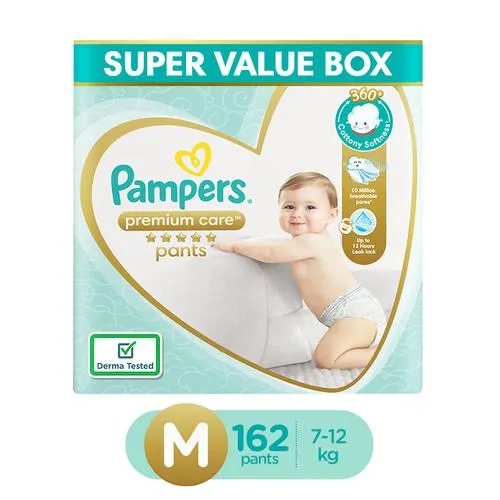 SUPER VALUE BOX
360°
Cottony Softness
Pampers®
premium care™
pants
10 Million
breathable
pores*
Up to
12 Hours
Leak lock
Derma Tested
M
162
pants
7-12
kg